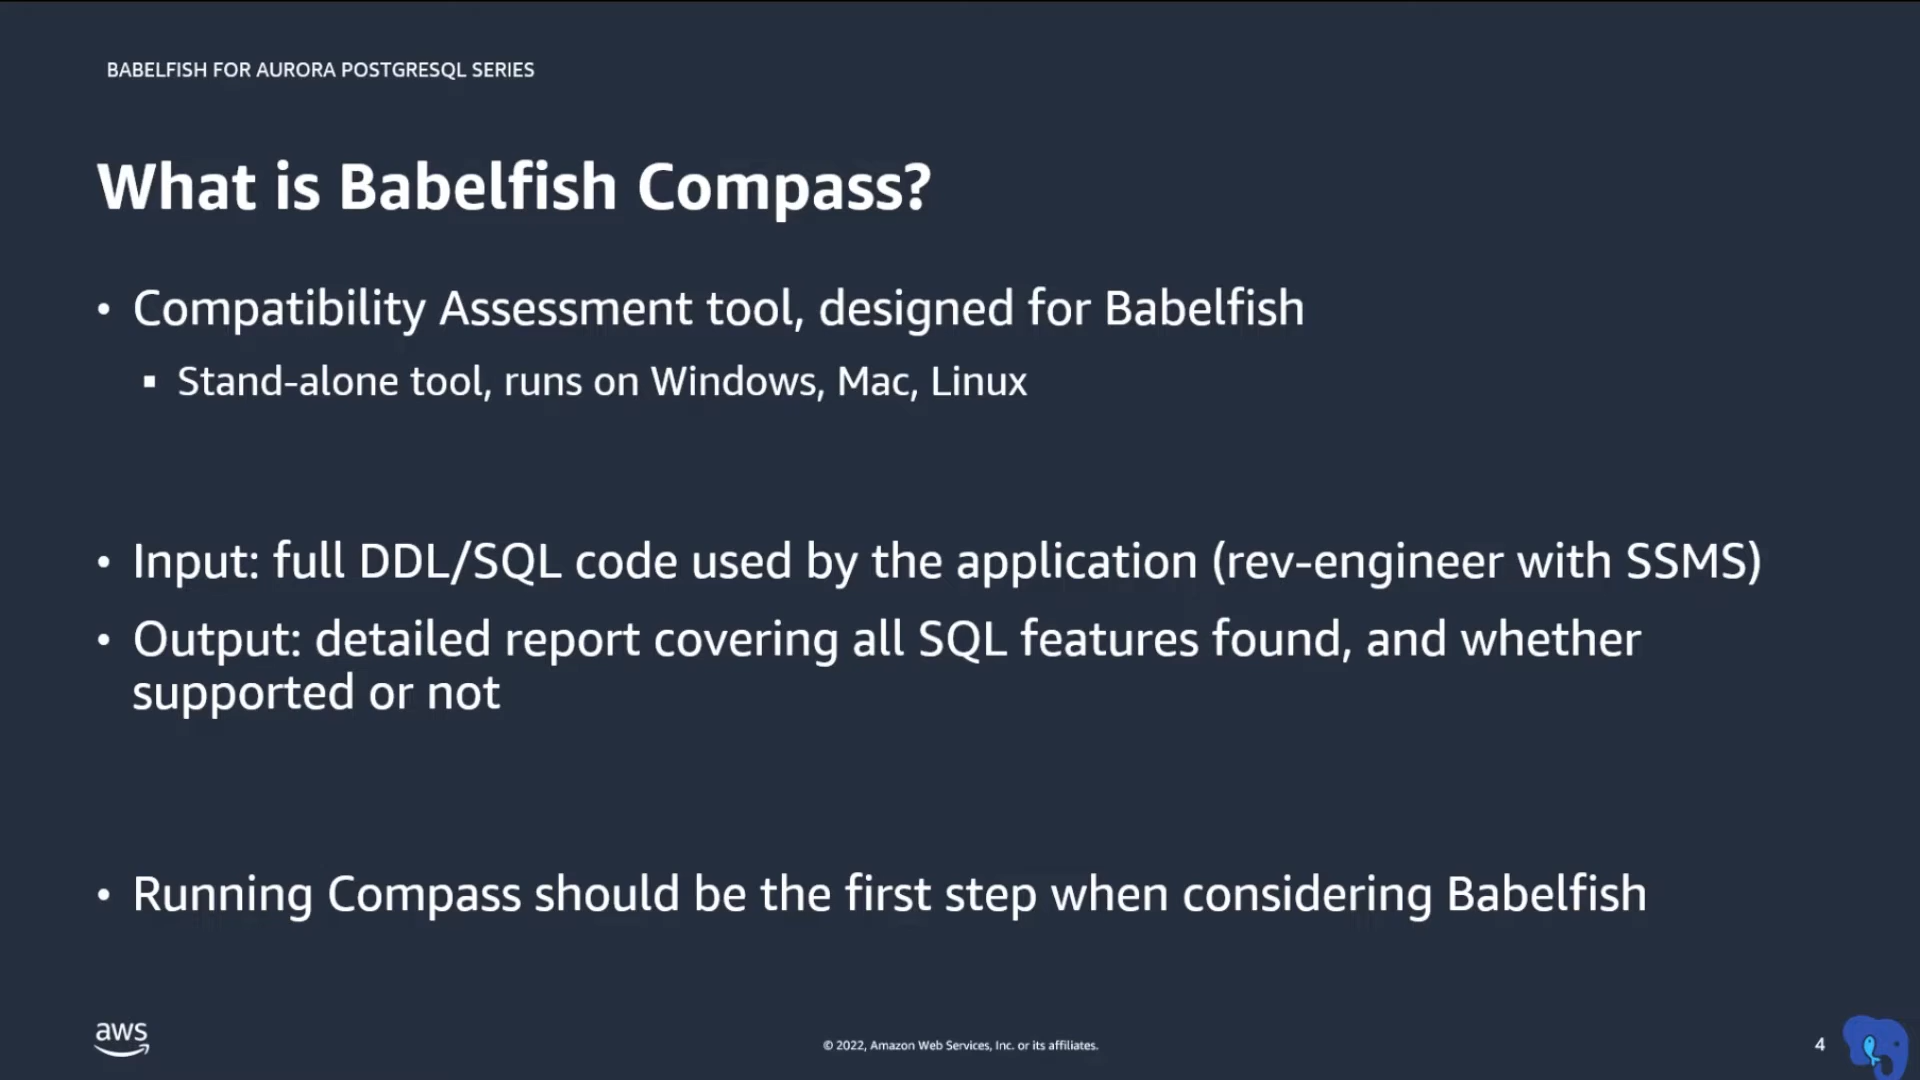 BABELFISH FOR AURORA POSTGRESQL SERIES
What is Babelfish Compass?
• Compatibility Assessment tool, designed for Babelfish
▪ Stand-alone tool, runs on Windows, Mac, Linux
• Input: full DDL/SQL code used by the application (rev-engineer with SSMS)
• Output: detailed report covering all SQL features found, and whether
supported or not
• Running Compass should be the first step when considering Babelfish
aws
© 2022, Amazon Web Services, Inc. or its affiliates.
4